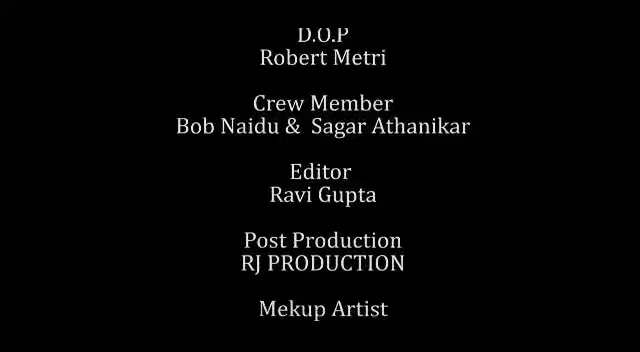 D.O.P
Robert Metri
Crew Member
Bob Naidu & Sagar Athanikar
Editor
Ravi Gupta
Post Production
RJ PRODUCTION
Mekup Artist